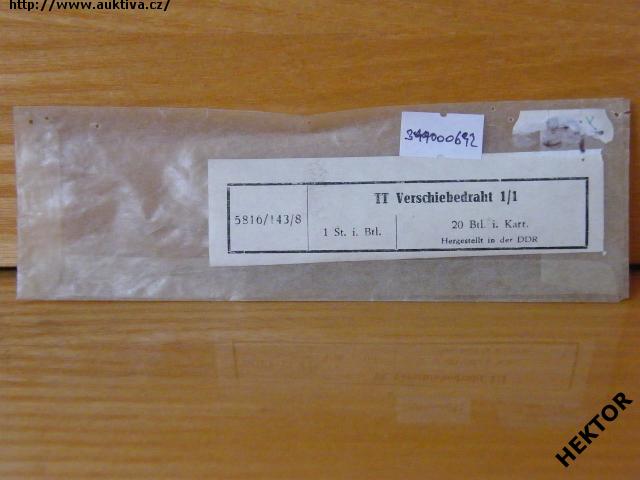 http://www.auktiva.cz/
344000692
5816/143/8
TT Verschiebedraht 1/1
1 St. i. Btl.
20 Btl. i. Kart.
Hergestellt in der DDR
HEKTOR